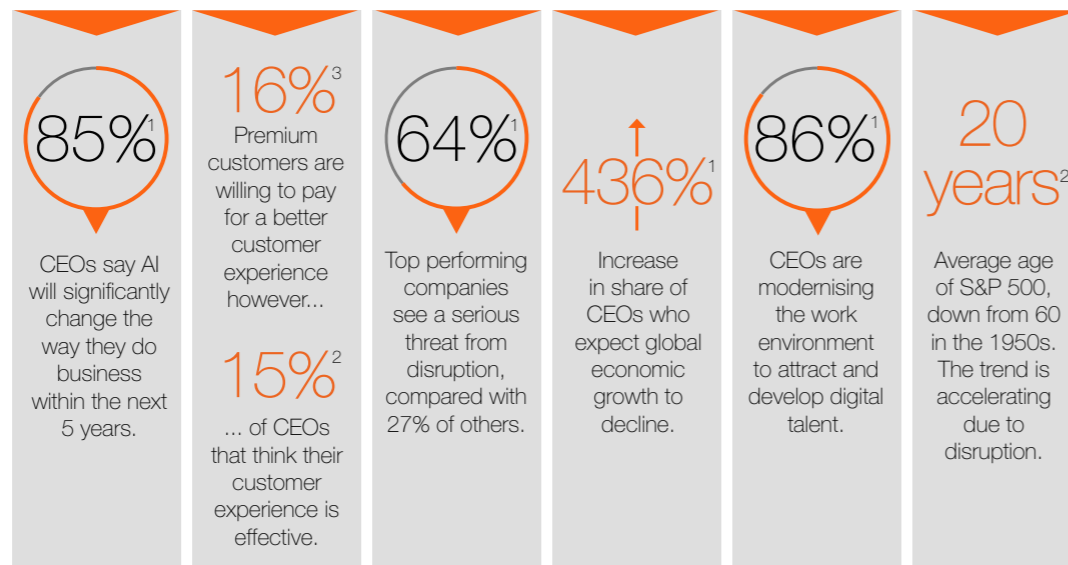 85%¹
CEOs say AI
will significantly
change the
way they do
business
within the next
5 years.
16%³
Premium
customers are
willing to pay
for a better
customer
experience
however...
15%²
... of CEOs
that think their
customer
experience is
effective.
64%¹
Top performing
companies
see a serious
threat from
disruption,
compared with
27% of others.
436%¹
Increase
in share of
CEOs who
expect global
economic
growth to
decline.
86%¹
CEOs are
modernising
the work
environment
to attract and
develop digital
talent.
20
years²
Average age
of S&P 500,
down from 60
in the 1950s.
The trend is
accelerating
due to
disruption.